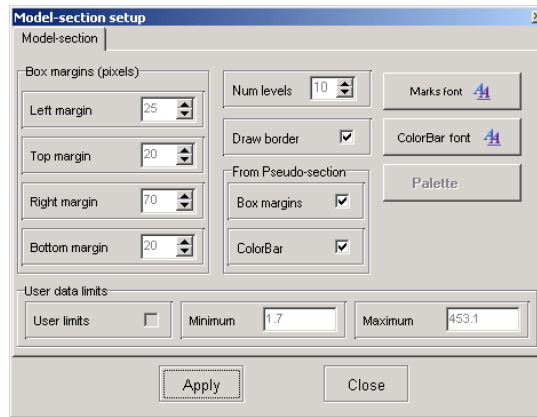 Model-section setup
Model-section
Box margins (pixels)
Left margin 25
Top margin 20
Right margin 70
Bottom margin 20
Num levels 10
Draw border
From Pseudo-section
Box margins
ColorBar
Marks font
ColorBar font
Palette
User data limits
User limits Minimum 1.7 Maximum 453.1
Apply Close